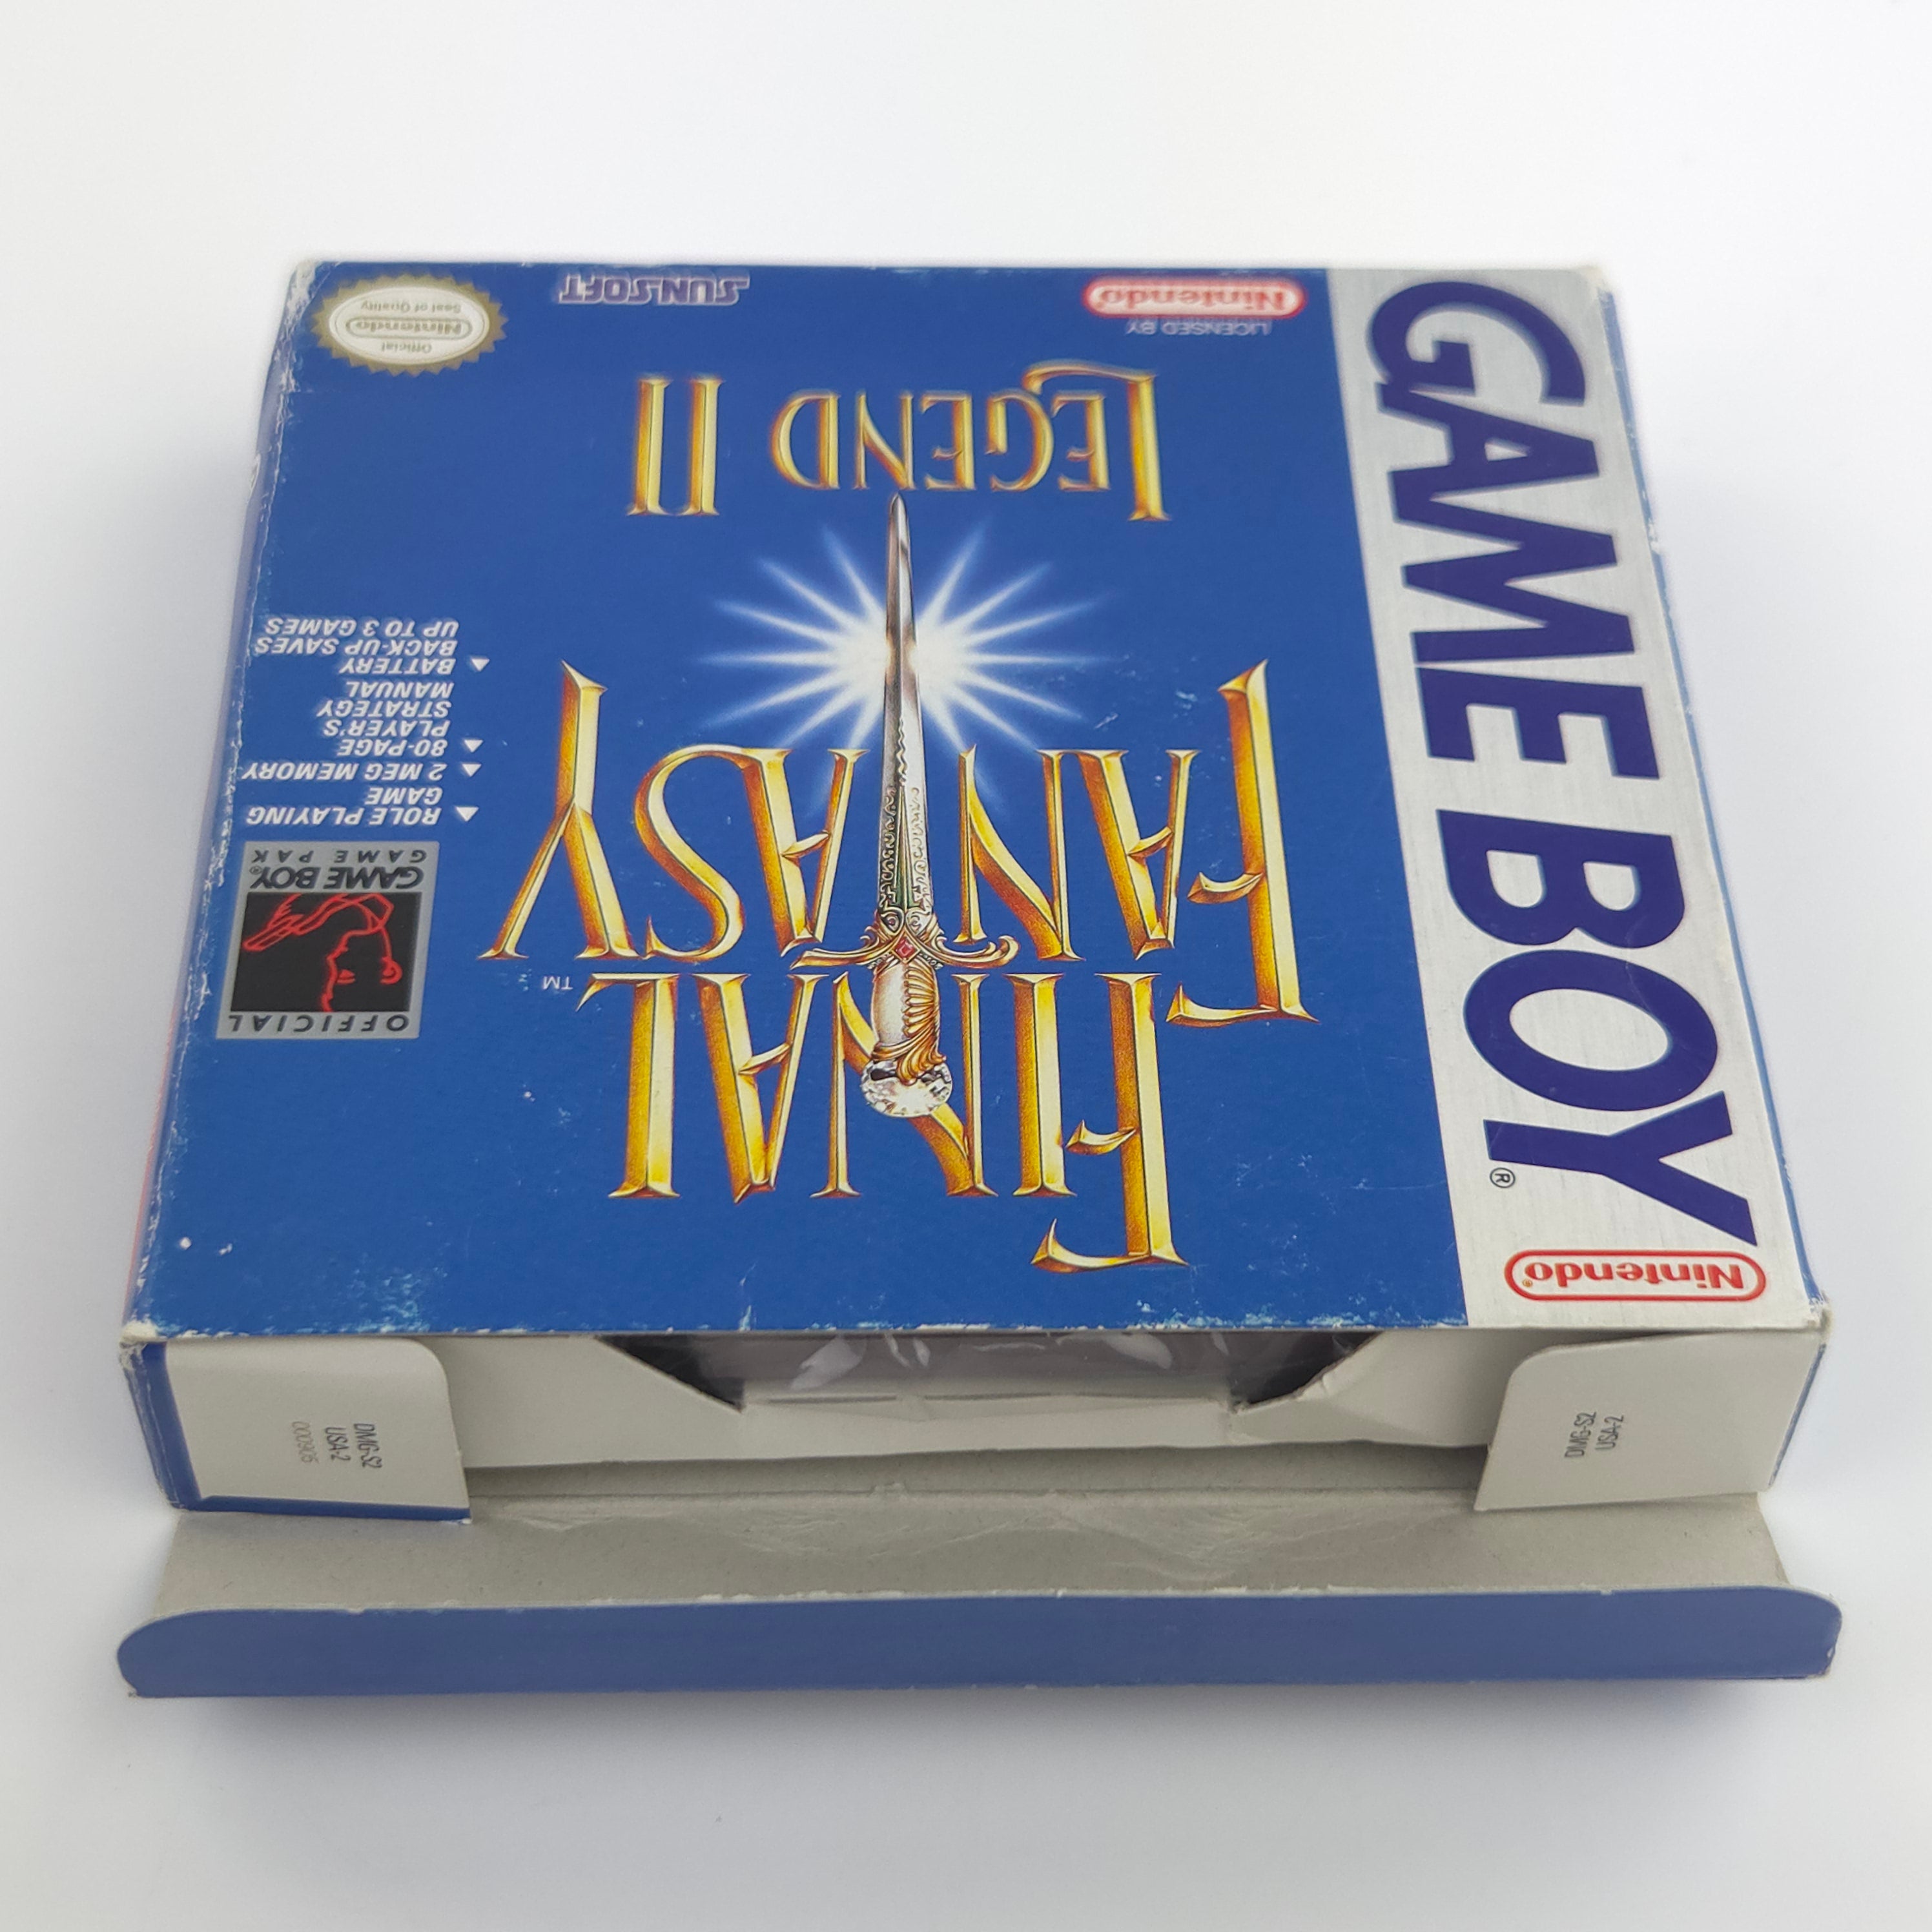 Nintendo®
GAME BOY®
FINAL
FANTASY™
LEGEND II
OFFICIAL
GAME BOY®
GAME PAK
ROLE PLAYING
GAME
2 MEG MEMORY
80-PAGE
PLAYER'S
STRATEGY
MANUAL
BATTERY
BACK-UP SAVES
UP TO 3 GAMES
LICENSED BY
Nintendo®
SUNSOFT
Official
Nintendo
Seal of Quality
DMG-S2
USA-2
0000905
DMG-S2
USA-2